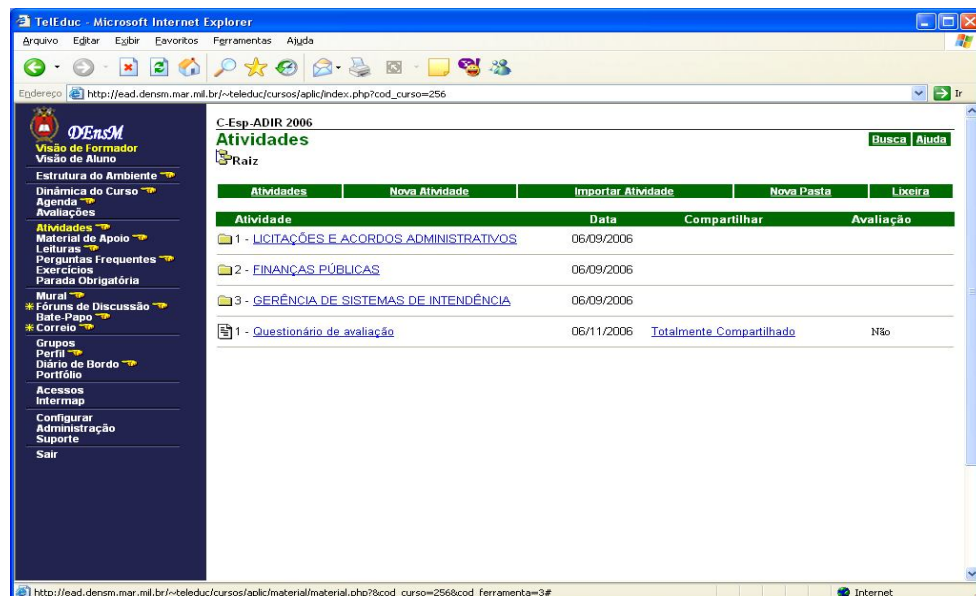 TelEduc - Microsoft Internet Explorer
Arquivo Editar Exibir Favoritos Ferramentas Ajuda
Endereço http://ead.densm.mar.mil.br/~teleduc/cursos/aplic/index.php?cod_curso=256 Ir
DEnsM
Visão de Formador
Visão de Aluno
Estrutura do Ambiente
Dinâmica do Curso
Agenda
Avaliações
Atividades
Material de Apoio
Leituras
Perguntas Frequentes
Exercícios
Parada Obrigatória
Mural
Fóruns de Discussão
Bate-Papo
Correio
Grupos
Perfil
Diário de Bordo
Portfólio
Acessos
Intermap
Configurar
Administração
Suporte
Sair
C-Esp-ADIR 2006
Atividades
Busca Ajuda
Raiz
Atividades Nova Atividade Importar Atividade Nova Pasta Lixeira
Atividade Data Compartilhar Avaliação
1 - LICITAÇÕES E ACORDOS ADMINISTRATIVOS 06/09/2006
2 - FINANÇAS PÚBLICAS 06/09/2006
3 - GERÊNCIA DE SISTEMAS DE INTENDÊNCIA 06/09/2006
1 - Questionário de avaliação 06/11/2006 Totalmente Compartilhado Não
http://ead.densm.mar.mil.br/~teleduc/cursos/aplic/material/material.php?&cod_curso=256&cod_ferramenta=3# Internet